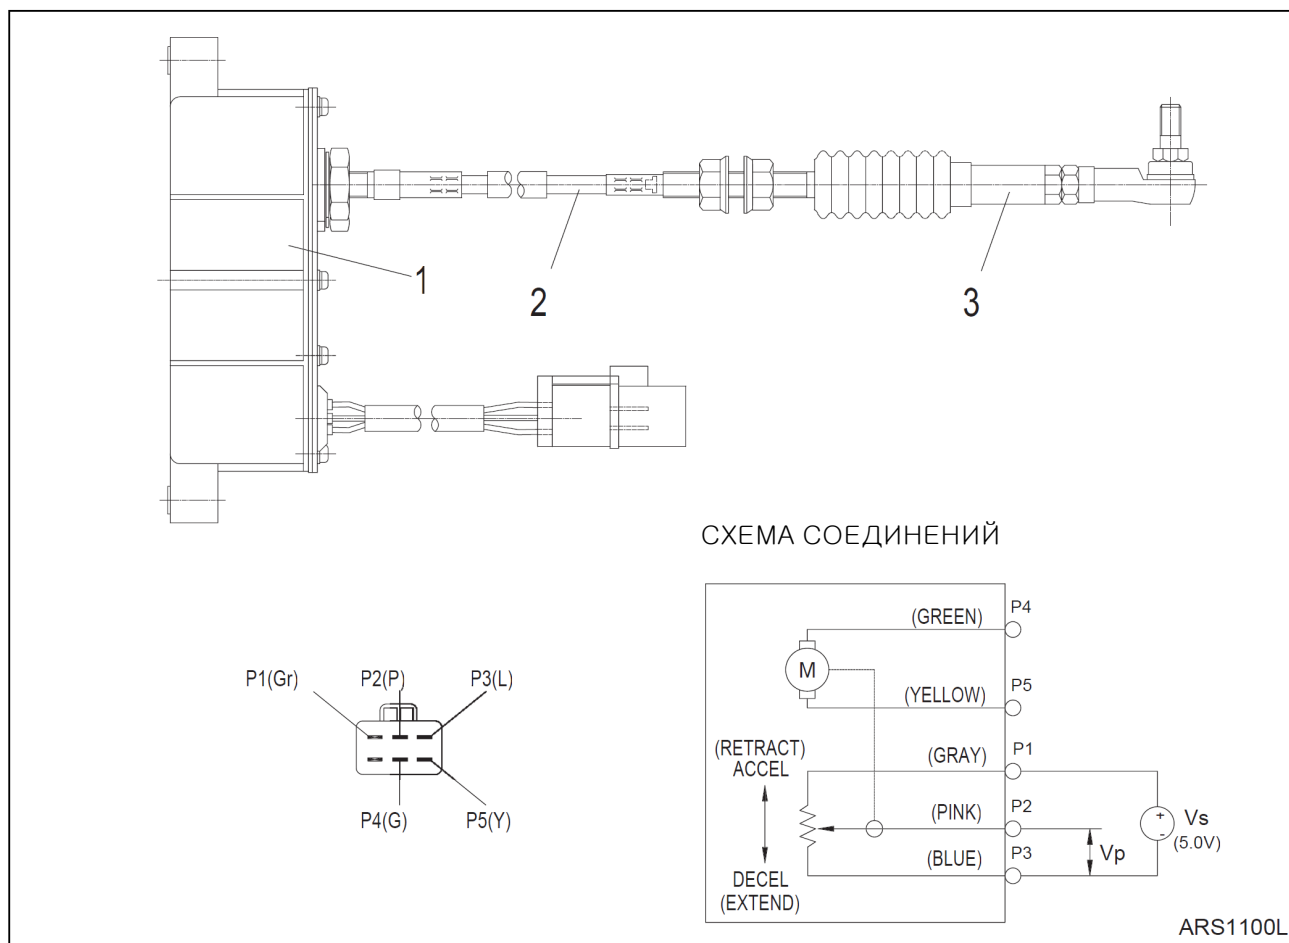 1
2
3
СХЕМА СОЕДИНЕНИЙ
P1(Gr)
P2(P)
P3(L)
P4(G)
P5(Y)
(GREEN)
P4
M
(YELLOW)
P5
(RETRACT)
ACCEL
(GRAY)
P1
(PINK)
P2
+
-
Vs
(5.0V)
(BLUE)
P3
Vp
DECEL
(EXTEND)
ARS1100L